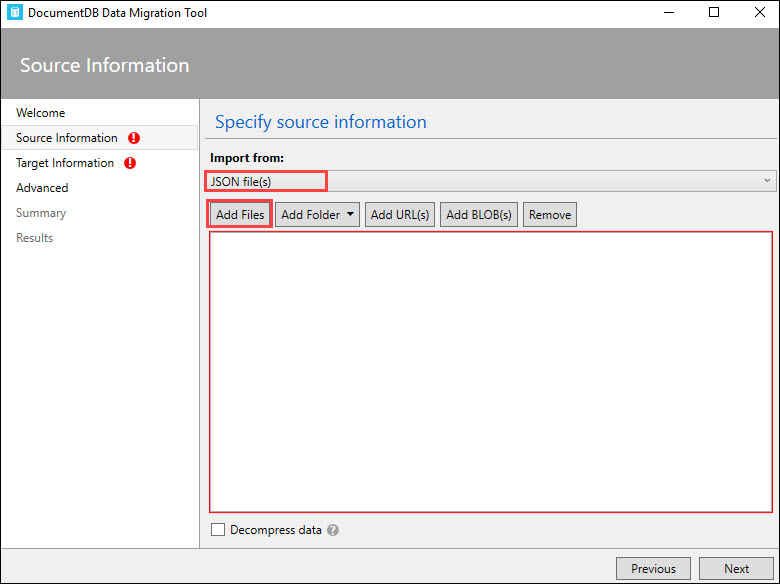 DocumentDB Data Migration Tool
Source Information
Welcome
Source Information
Target Information
Advanced
Summary
Results
Specify source information
Import from:
JSON file(s)
Add Files Add Folder Add URL(s) Add BLOB(s) Remove
Decompress data ?
Previous Next